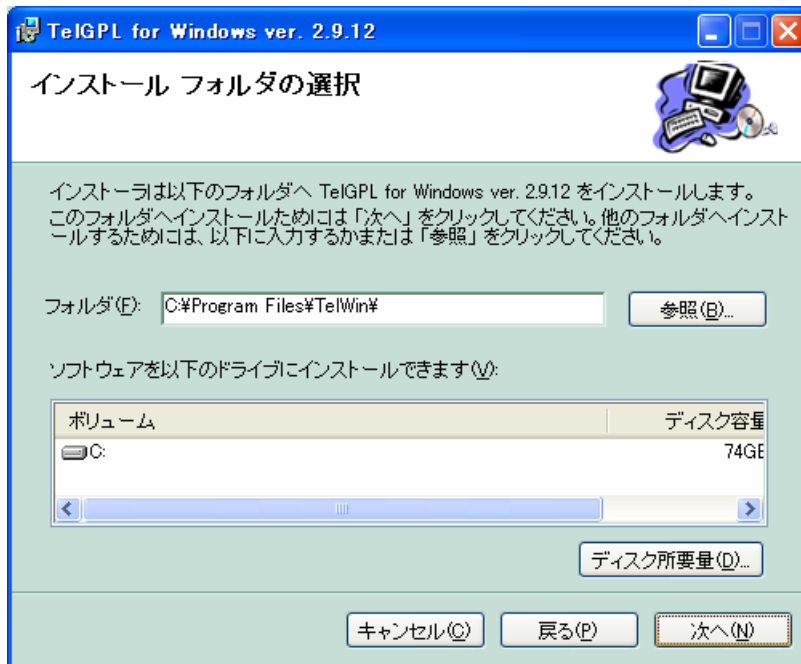 TelGPL for Windows ver. 2.9.12
インストール フォルダの選択
インストーラは以下のフォルダへ TelGPL for Windows ver. 2.9.12 をインストールします。
このフォルダへインストールためには「次へ」をクリックしてください。他のフォルダへインスト
ールするためには、以下に入力するかまたは「参照」をクリックしてください。
フォルダ(F): C:¥Program Files¥TelWin¥ 参照(B)...
ソフトウェアを以下のドライブにインストールできます(V):
ボリューム ディスク容量
C: 74GB
ディスク所要量(D)...
キャンセル(C) 戻る(P) 次へ(N)